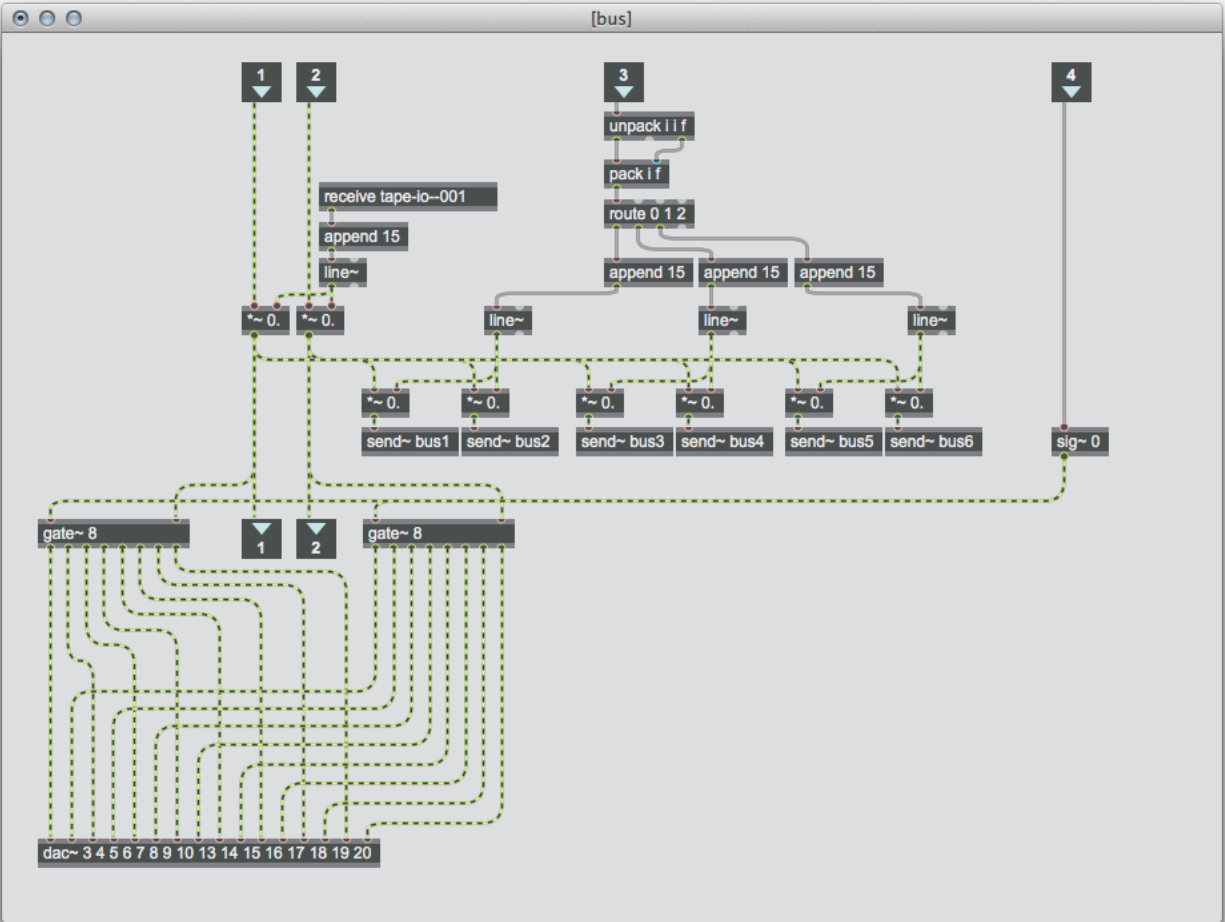 [bus]
1 2 3 4
unpack i i f
pack i f
receive tape-io--001
route 0 1 2
append 15
line~
append 15 append 15 append 15
*~ 0. *~ 0. line~ line~ line~
*~ 0. *~ 0. *~ 0. *~ 0. *~ 0. *~ 0.
send~ bus1 send~ bus2 send~ bus3 send~ bus4 send~ bus5 send~ bus6 sig~ 0
gate~ 8 1 2 gate~ 8
dac~ 3 4 5 6 7 8 9 10 13 14 15 16 17 18 19 20